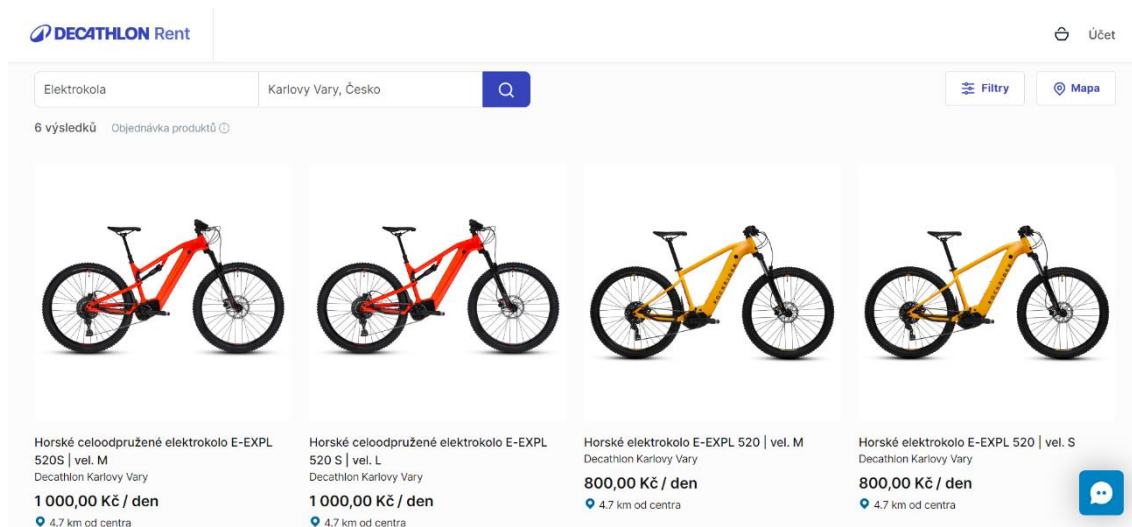 DECATHLON Rent
Účet
Elektrokola
Karlovy Vary, Česko
Filtry
Mapa
6 výsledků Objednávka produktů
Horské celoodpružené elektrokolo E-EXPL
520S | vel. M
Decathlon Karlovy Vary
1 000,00 Kč / den
4.7 km od centra
Horské celoodpružené elektrokolo E-EXPL
520 S | vel. L
Decathlon Karlovy Vary
1 000,00 Kč / den
4.7 km od centra
Horské elektrokolo E-EXPL 520 | vel. M
Decathlon Karlovy Vary
800,00 Kč / den
4.7 km od centra
Horské elektrokolo E-EXPL 520 | vel. S
Decathlon Karlovy Vary
800,00 Kč / den
4.7 km od centra
ROCKRIDER
ROCKRIDER